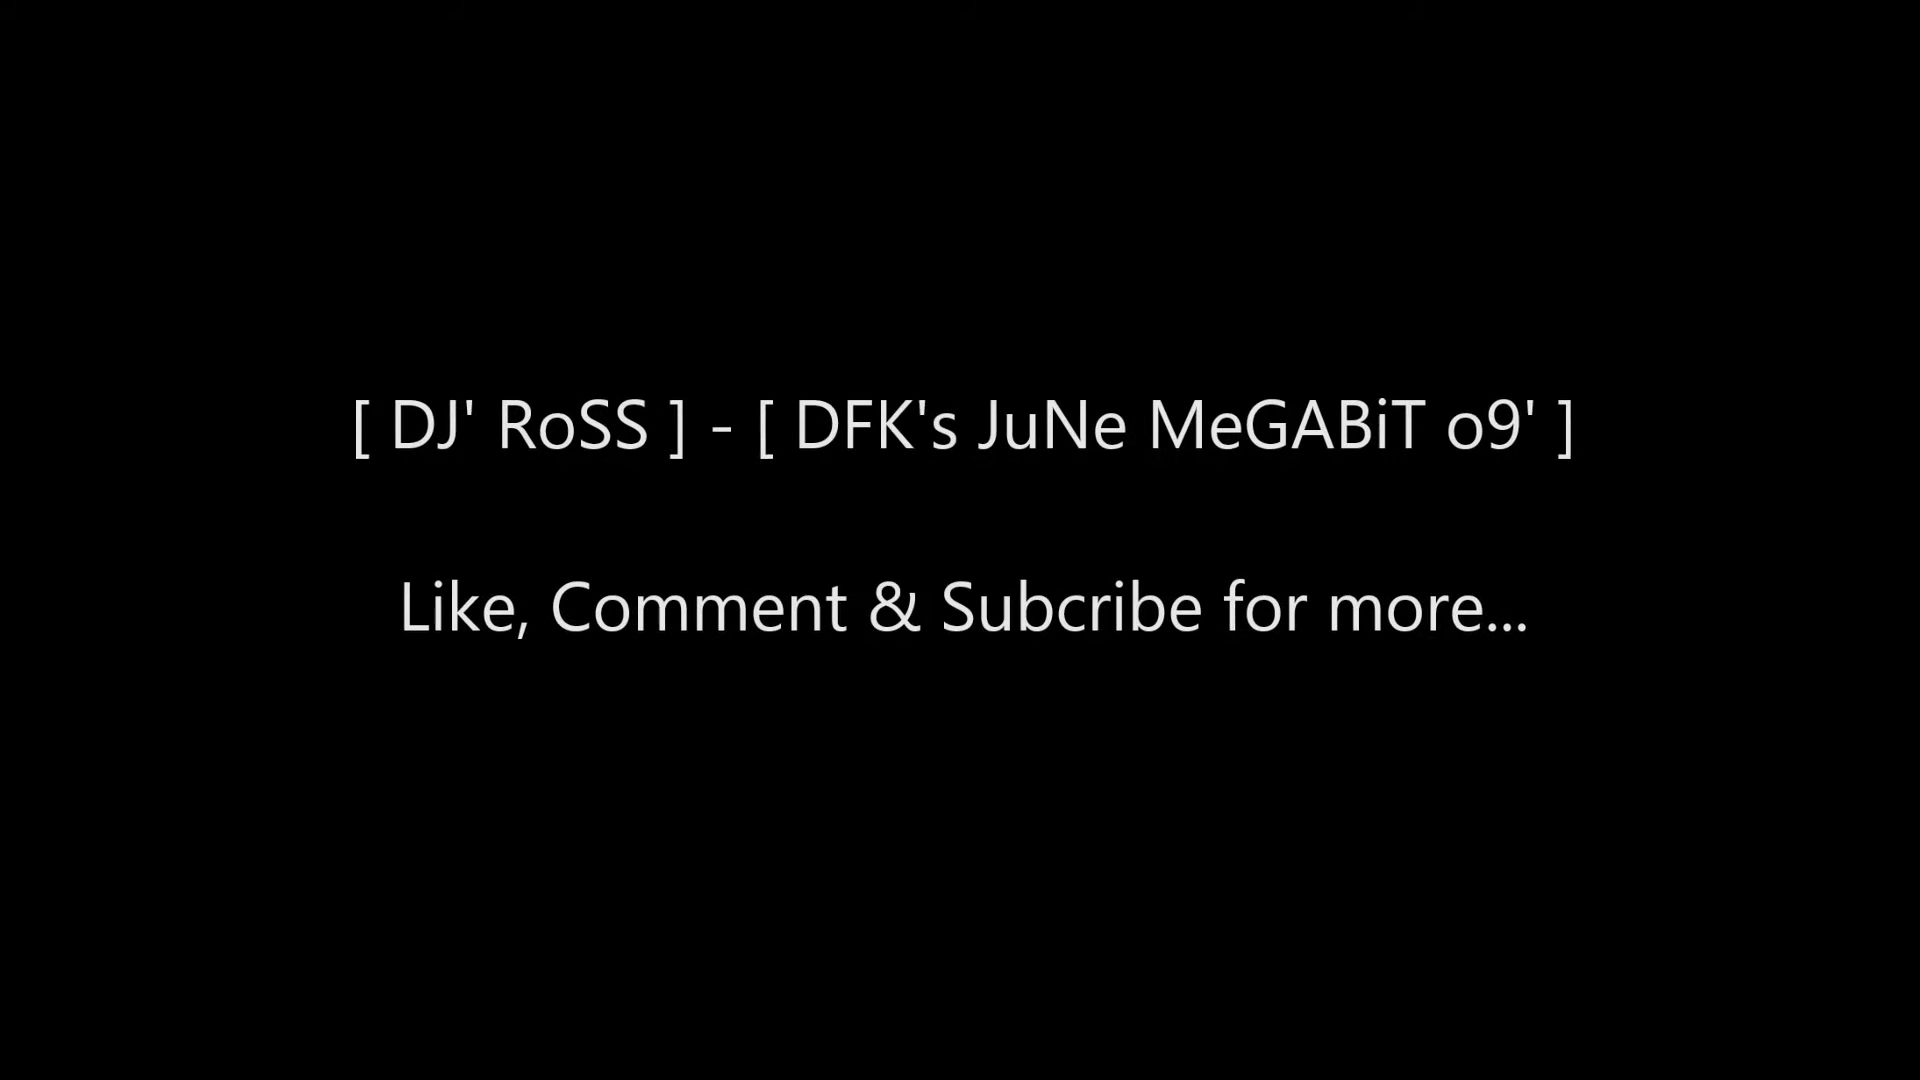 [ DJ' RoSS ] - [ DFK's JuNe MeGABiT o9' ]
Like, Comment & Subcribe for more...